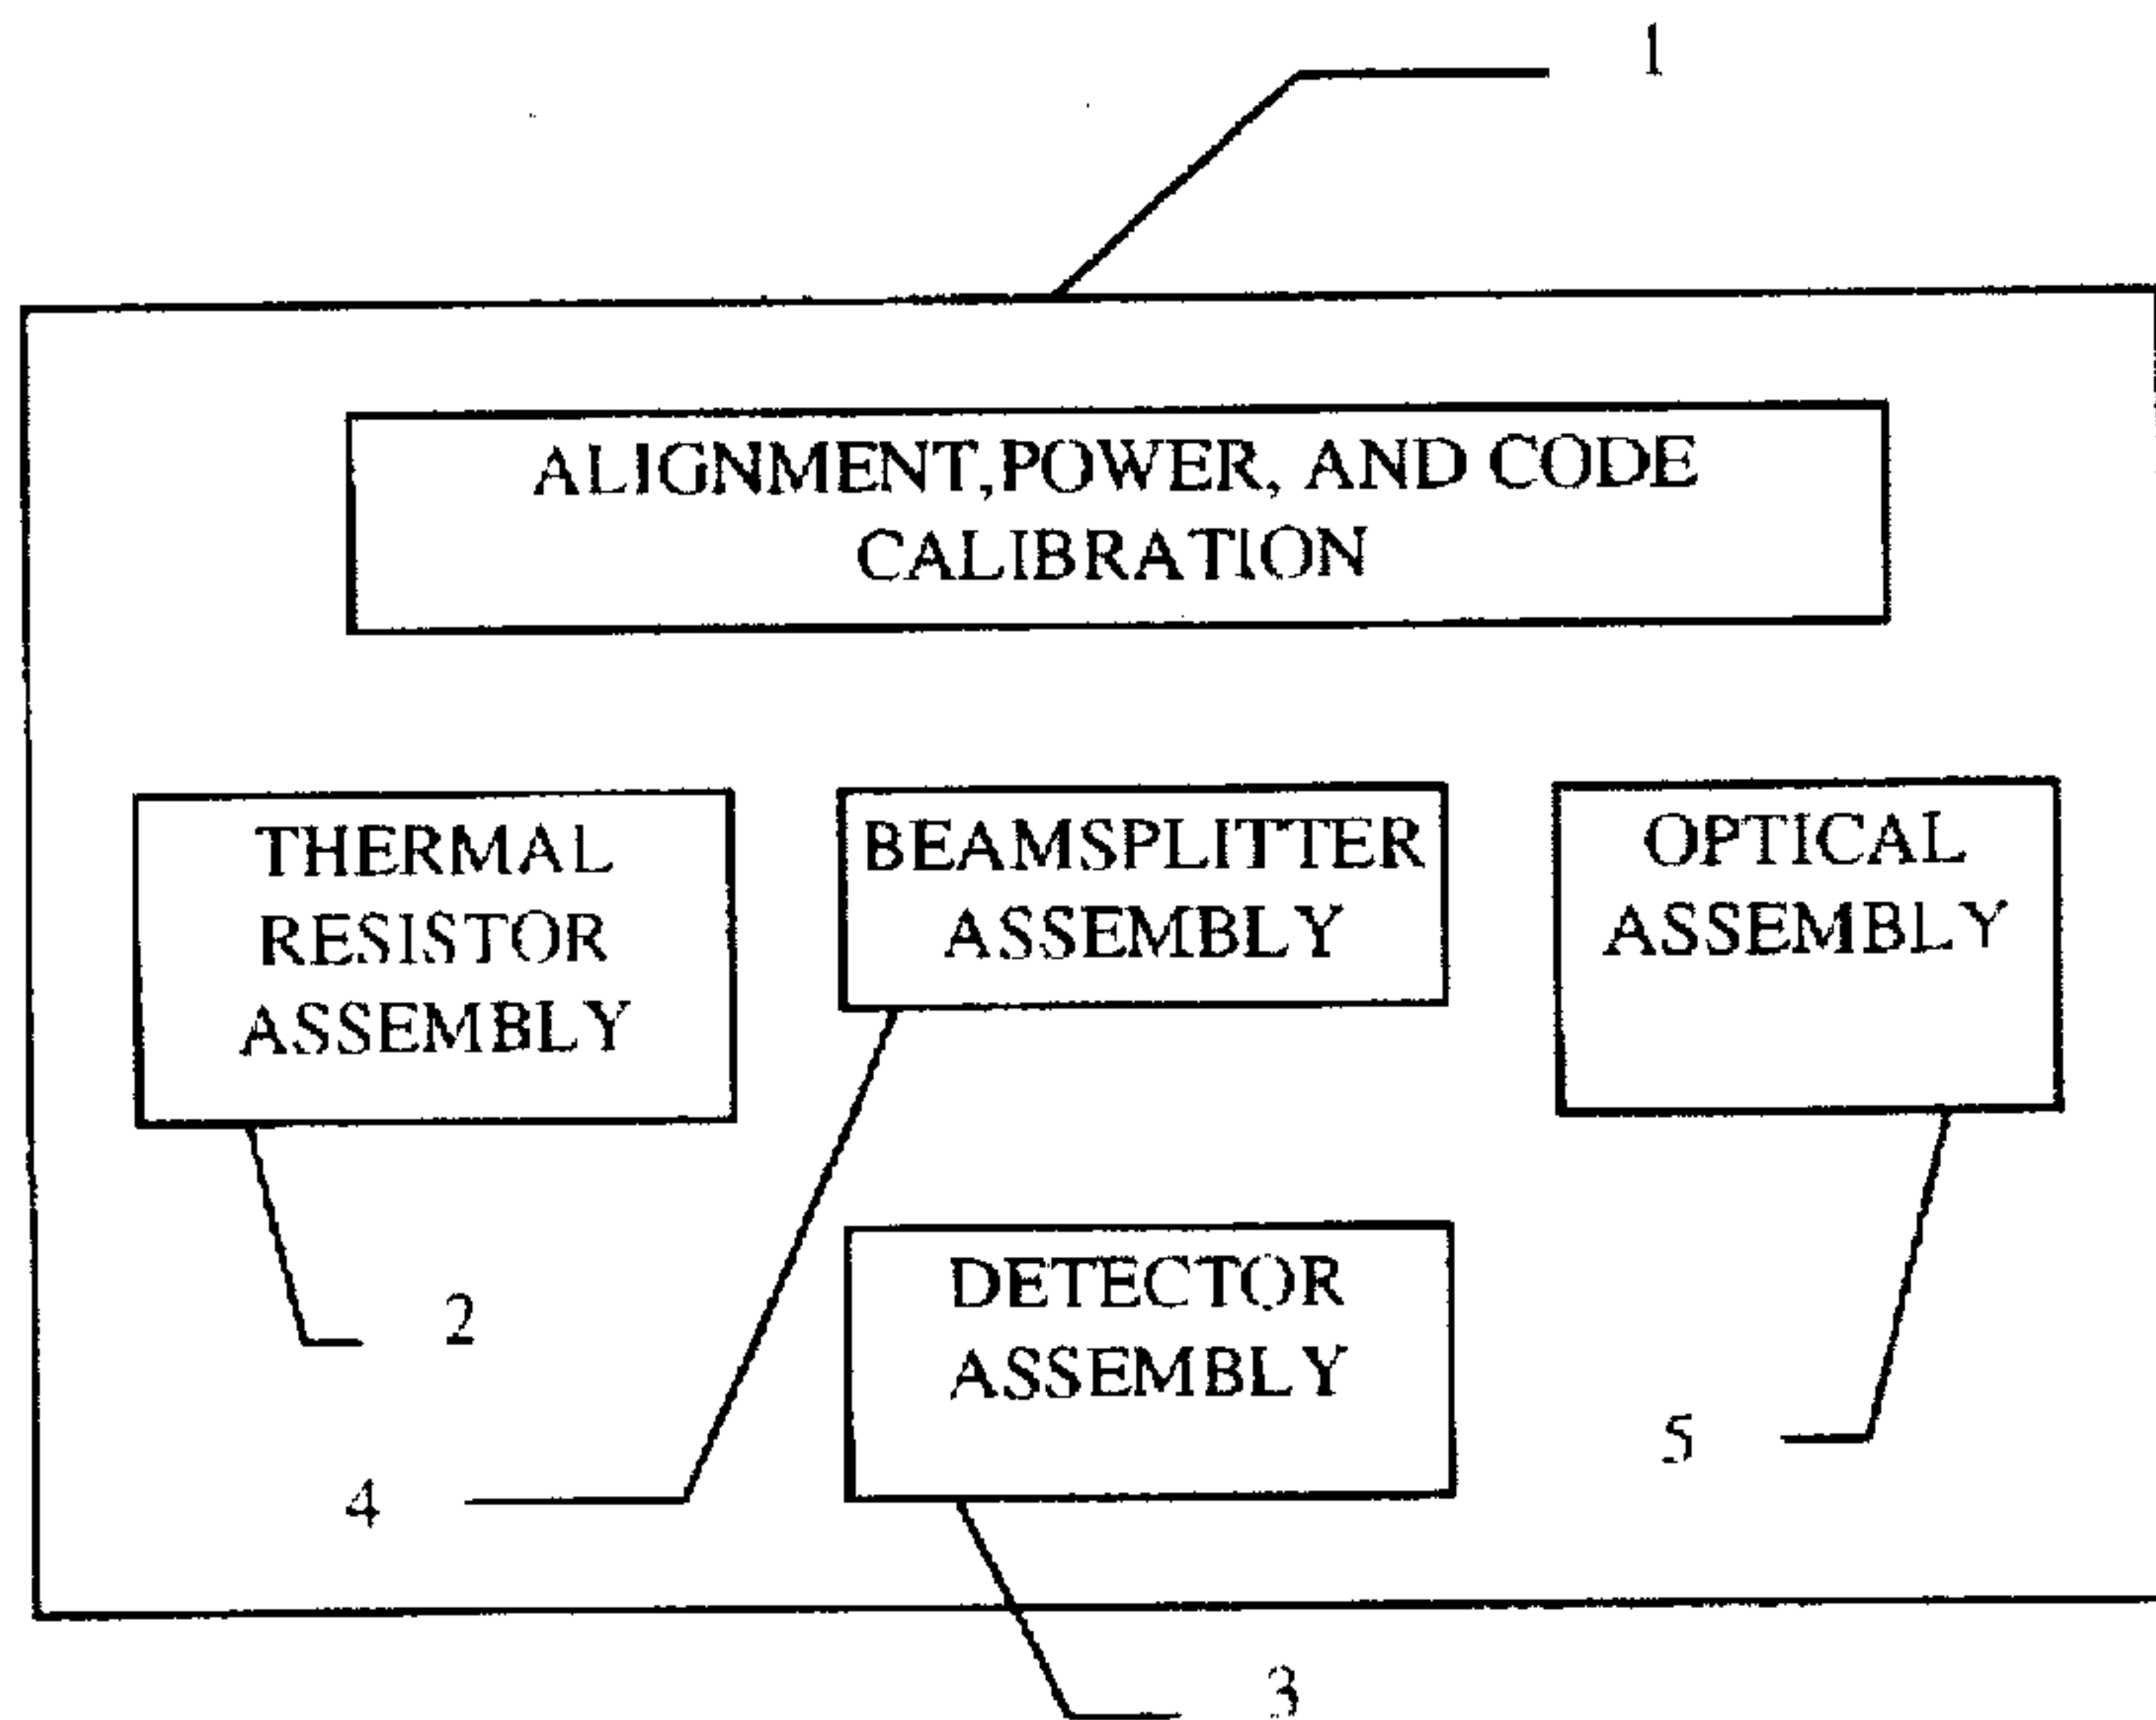 1
ALIGNMENT, POWER, AND CODE
CALIBRATION
THERMAL
RESISTOR
ASSEMBLY
BEAMSPLITTER
ASSEMBLY
OPTICAL
ASSEMBLY
2
DETECTOR
ASSEMBLY
5
4
3